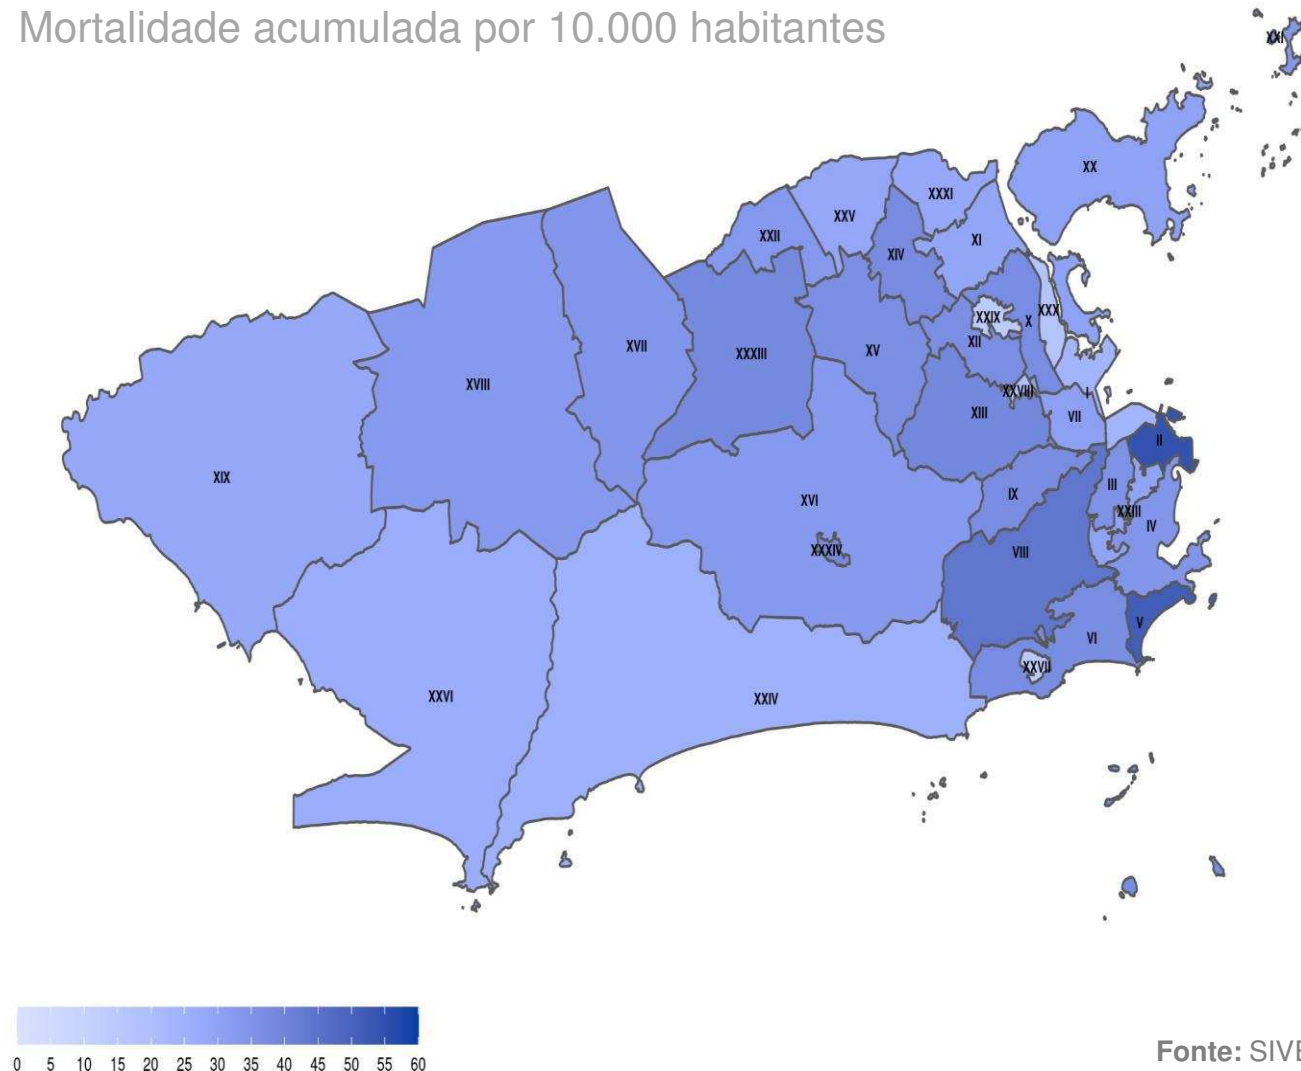 Mortalidade acumulada por 10.000 habitantes
XXI
XX
XXXI
XXV
XXII
XI
XIV
XXX
XXIX
X
XVII
XII
XV
XXXIII
XVIII
XXVIII
I
XIII
VII
II
XIX
III
IX
XVI
XXIII
IV
XXXIV
VIII
V
VI
XXVII
XXVI
XXIV
0 5 10 15 20 25 30 35 40 45 50 55 60
Fonte: SIVE